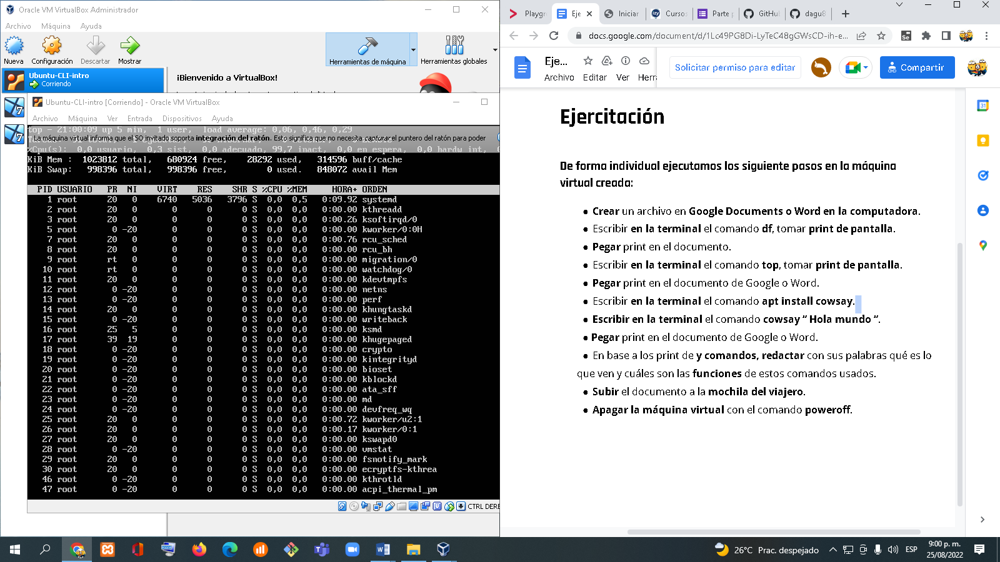 Oracle VM VirtualBox Administrador
Archivo Máquina Ayuda
Nueva Configuración Descartar Mostrar
Herramientas de máquina Herramientas globales
Ubuntu-CLI-intro
Corriendo
¡Bienvenido a VirtualBox!
Ubuntu-CLI-intro [Corriendo] - Oracle VM VirtualBox
Archivo Máquina Ver Entrada Dispositivos Ayuda
top - 21:00:09 up 5 min, 1 user, load average: 0,06, 0,46, 0,29
La máquina virtual informa que el SO invitado soporta integración del ratón. Esto significa que no necesita capturar el puntero del ratón para poder
%Cpu(s): 0,0 usuario, 0,3 sist, 0,0 adecuado, 99,7 inact, 0,0 en espera, 0,0 hardw int,
KiB Mem : 1023812 total, 680924 free, 28292 used, 314596 buff/cache
KiB Swap: 998396 total, 998396 free, 0 used. 848072 avail Mem
PID USUARIO PR NI VIRT RES SHR S %CPU %MEM HORA+ ORDEN
1 root 20 0 6740 5036 3796 S 0,0 0,5 0:09.92 systemd
2 root 20 0 0 0 0 S 0,0 0,0 0:00.00 kthreadd
3 root 20 0 0 0 0 S 0,0 0,0 0:00.26 ksoftirqd/0
5 root 0 -20 0 0 0 S 0,0 0,0 0:00.00 kworker/0:0H
7 root 20 0 0 0 0 S 0,0 0,0 0:00.76 rcu_sched
8 root 20 0 0 0 0 S 0,0 0,0 0:00.00 rcu_bh
9 root rt 0 0 0 0 S 0,0 0,0 0:00.00 migration/0
10 root rt 0 0 0 0 S 0,0 0,0 0:00.00 watchdog/0
11 root 20 0 0 0 0 S 0,0 0,0 0:00.00 kdevtmpfs
12 root 0 -20 0 0 0 S 0,0 0,0 0:00.00 netns
13 root 0 -20 0 0 0 S 0,0 0,0 0:00.00 perf
14 root 20 0 0 0 0 S 0,0 0,0 0:00.00 khungtaskd
15 root 0 -20 0 0 0 S 0,0 0,0 0:00.00 writeback
16 root 25 5 0 0 0 S 0,0 0,0 0:00.00 ksmd
17 root 39 19 0 0 0 S 0,0 0,0 0:00.00 khugepaged
18 root 0 -20 0 0 0 S 0,0 0,0 0:00.00 crypto
19 root 0 -20 0 0 0 S 0,0 0,0 0:00.00 kintegrityd
20 root 0 -20 0 0 0 S 0,0 0,0 0:00.00 bioset
21 root 0 -20 0 0 0 S 0,0 0,0 0:00.00 kblockd
22 root 0 -20 0 0 0 S 0,0 0,0 0:00.00 ata_sff
23 root 0 -20 0 0 0 S 0,0 0,0 0:00.00 md
24 root 0 -20 0 0 0 S 0,0 0,0 0:00.00 devfreq_wq
25 root 20 0 0 0 0 S 0,0 0,0 0:00.72 kworker/u2:1
26 root 20 0 0 0 0 S 0,0 0,0 0:00.17 kworker/0:1
27 root 20 0 0 0 0 S 0,0 0,0 0:00.00 kswapd0
28 root 0 -20 0 0 0 S 0,0 0,0 0:00.00 vmstat
29 root 20 0 0 0 0 S 0,0 0,0 0:00.00 fsnotify_mark
30 root 20 0 0 0 0 S 0,0 0,0 0:00.00 ecryptfs-kthrea
46 root 0 -20 0 0 0 S 0,0 0,0 0:00.00 kthrotld
47 root 0 -20 0 0 0 S 0,0 0,0 0:00.00 acpi_thermal_pm
CTRL DERE
Playgr Eje Iniciar Cursos Parte p GitHub dagu8
docs.google.com/document/d/1Lc49PG8Di-LyTeC48gGWsCD-ih-e...
Eje...
Archivo Editar Ver Herra
Solicitar permiso para editar
Compartir
Ejercitación
De forma individual ejecutamos los siguiente pasos en la máquina
virtual creada:
● Crear un archivo en Google Documents o Word en la computadora.
● Escribir en la terminal el comando df, tomar print de pantalla.
● Pegar print en el documento.
● Escribir en la terminal el comando top, tomar print de pantalla.
● Pegar print en el documento de Google o Word.
● Escribir en la terminal el comando apt install cowsay.
● Escribir en la terminal el comando cowsay “ Hola mundo “.
● Pegar print en el documento de Google o Word.
● En base a los print de y comandos, redactar con sus palabras qué es lo
que ven y cuáles son las funciones de estos comandos usados.
● Subir el documento a la mochila del viajero.
● Apagar la máquina virtual con el comando poweroff.
26°C Prac. despejado
ESP
9:00 p. m.
25/08/2022